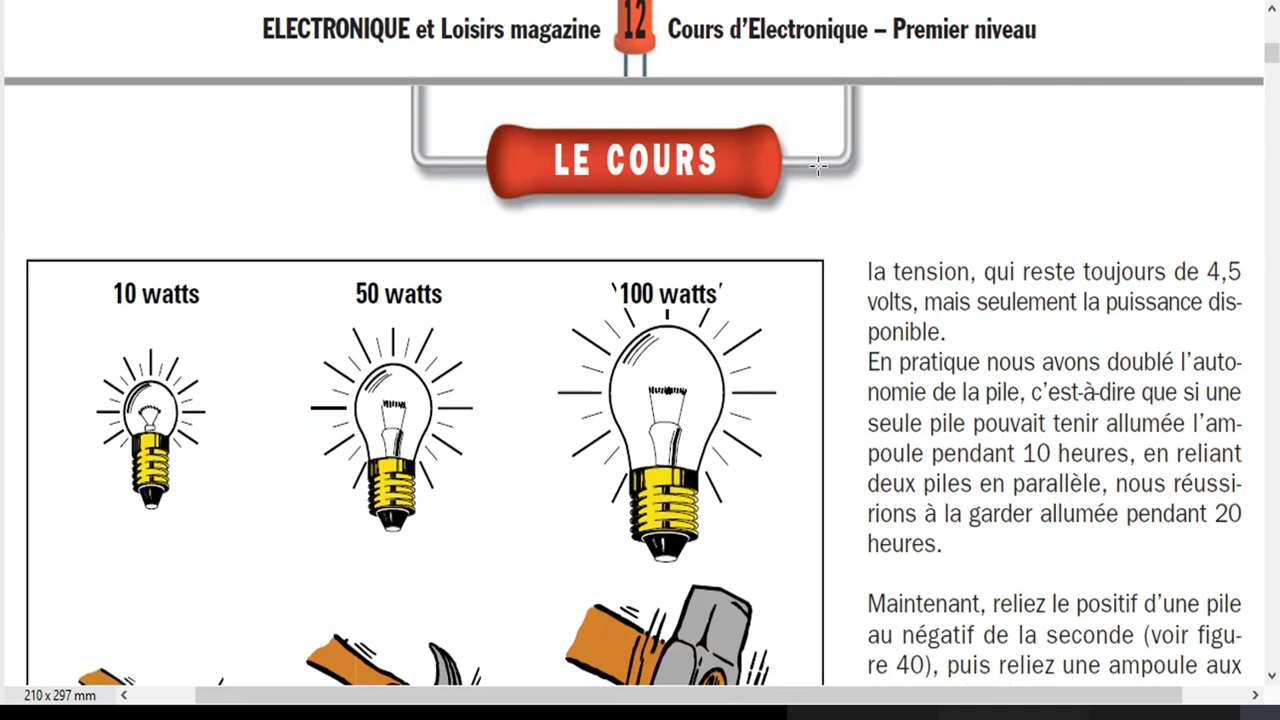 ELECTRONIQUE et Loisirs magazine 12 Cours d'Electronique – Premier niveau
LE COURS
10 watts 50 watts 100 watts
la tension, qui reste toujours de 4,5
volts, mais seulement la puissance dis-
ponible.
En pratique nous avons doublé l'auto-
nomie de la pile, c'est-à-dire que si une
seule pile pouvait tenir allumée l'am-
poule pendant 10 heures, en reliant
deux piles en parallèle, nous réussi-
rions à la garder allumée pendant 20
heures.
Maintenant, reliez le positif d'une pile
au négatif de la seconde (voir figu-
re 40), puis reliez une ampoule aux
210 x 297 mm